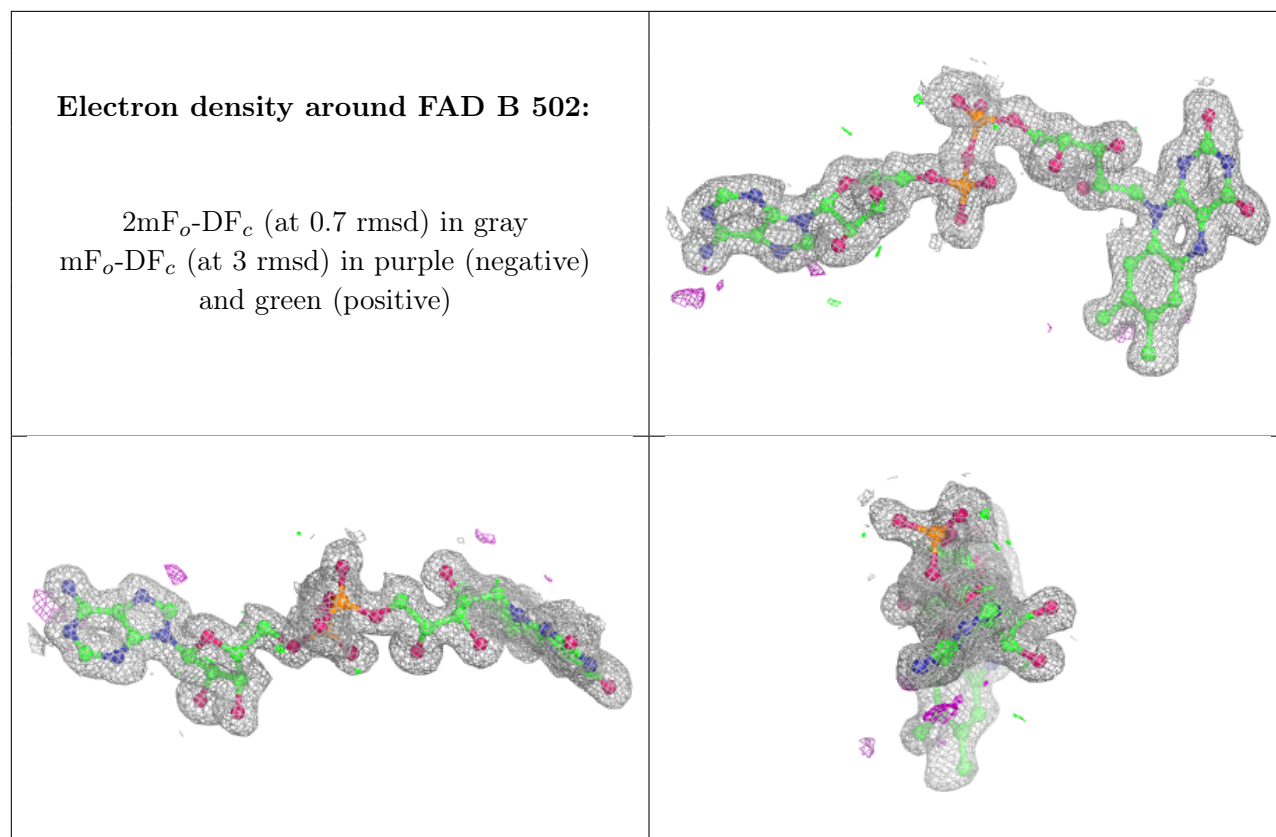 Electron density around FAD B 502:
2mFₒ-DF𝒸 (at 0.7 rmsd) in gray
mFₒ-DF𝒸 (at 3 rmsd) in purple (negative)
and green (positive)